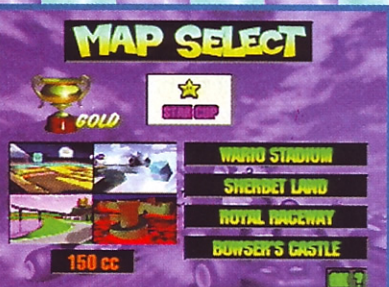 MAP SELECT
GOLD
STAR CUP
WARIO STADIUM
SHERBET LAND
ROYAL RACEWAY
BOWSER'S CASTLE
150 cc
OK ?